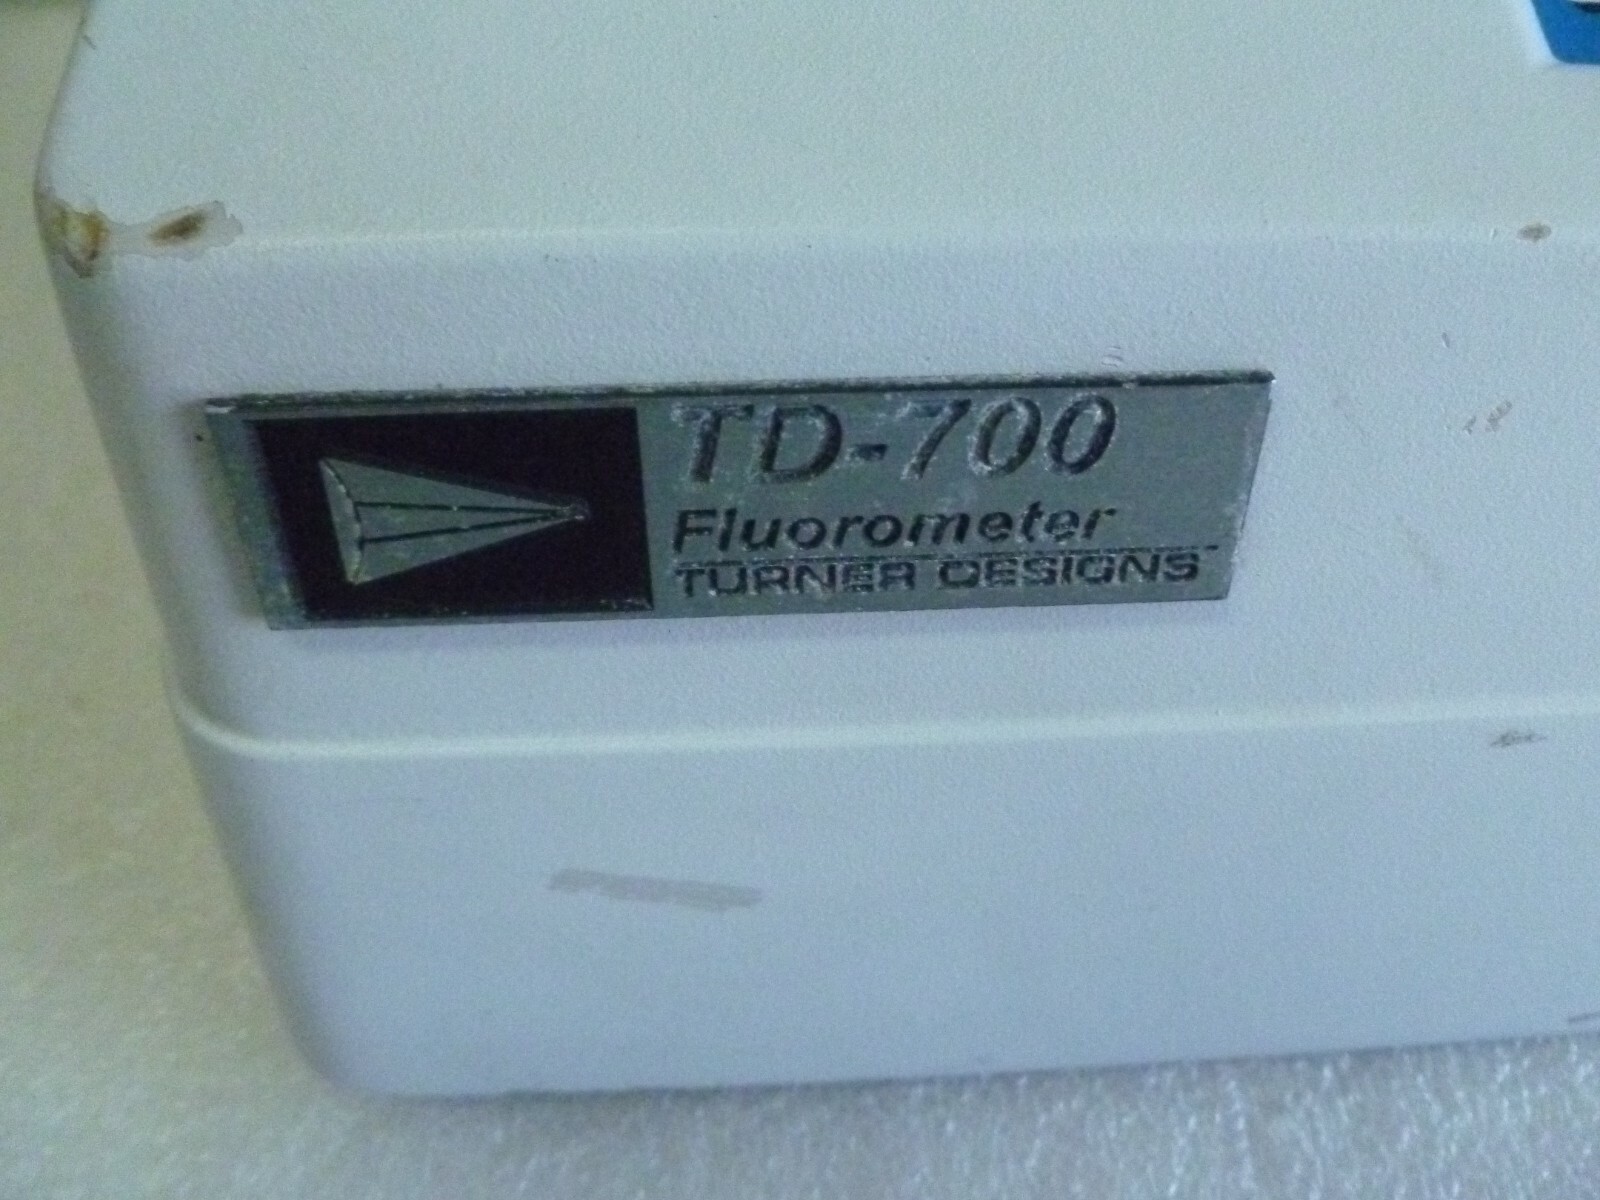 TD-700
Fluorometer
TURNER DESIGNS